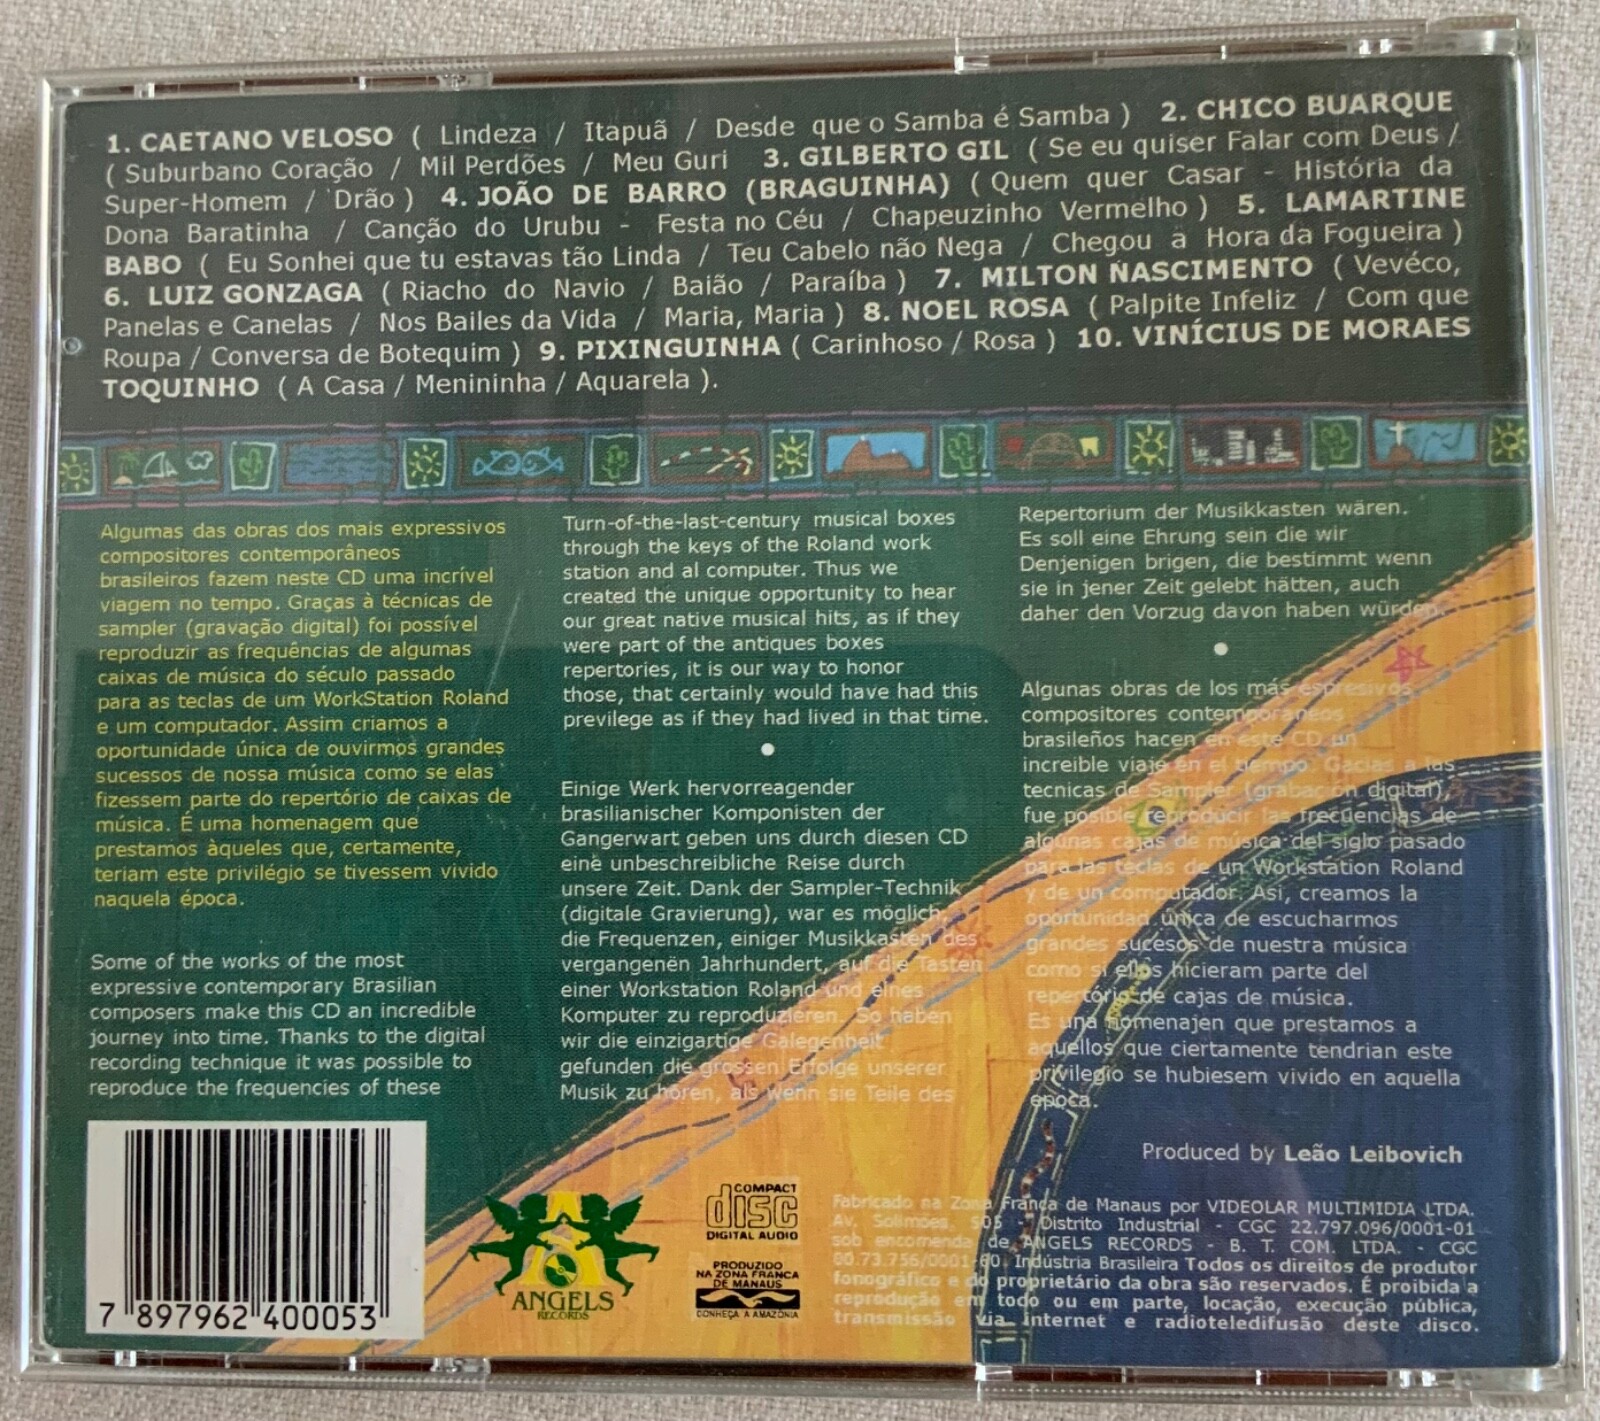 1. CAETANO VELOSO ( Lindeza / Itapuã / Desde que o Samba é Samba ) 2. CHICO BUARQUE
( Suburbano Coração / Mil Perdões / Meu Guri 3. GILBERTO GIL ( Se eu quiser Falar com Deus /
Super-Homem / Drão ) 4. JOÃO DE BARRO (BRAGUINHA) ( Quem quer Casar - História da
Dona Baratinha / Canção do Urubu - Festa no Céu / Chapeuzinho Vermelho ) 5. LAMARTINE
BABO ( Eu Sonhei que tu estavas tão Linda / Teu Cabelo não Nega / Chegou a Hora da Fogueira )
6. LUIZ GONZAGA ( Riacho do Navio / Baião / Paraíba ) 7. MILTON NASCIMENTO ( Vevéco,
Panelas e Canelas / Nos Bailes da Vida / Maria, Maria ) 8. NOEL ROSA ( Palpite Infeliz / Com que
Roupa / Conversa de Botequim ) 9. PIXINGUINHA ( Carinhoso / Rosa ) 10. VINÍCIUS DE MORAES
TOQUINHO ( A Casa / Menininha / Aquarela ).
Algumas das obras dos mais expressivos
compositores contemporâneos
brasileiros fazem neste CD uma incrível
viagem no tempo. Graças à técnicas de
sampler (gravação digital) foi possível
reproduzir as frequências de algumas
caixas de música do século passado
para as teclas de um WorkStation Roland
e um computador. Assim criamos a
oportunidade única de ouvirmos grandes
sucessos de nossa música como se elas
fizessem parte do repertório de caixas de
música. É uma homenagem que
prestamos àqueles que, certamente,
teriam este privilégio se tivessem vivido
naquela época.
Some of the works of the most
expressive contemporary Brasilian
composers make this CD an incredible
journey into time. Thanks to the digital
recording technique it was possible to
reproduce the frequencies of these
Turn-of-the-last-century musical boxes
through the keys of the Roland work
station and al computer. Thus we
created the unique opportunity to hear
our great native musical hits, as if they
were part of the antiques boxes
repertories, it is our way to honor
those, that certainly would have had this
previlege as if they had lived in that time.
Einige Werk hervorreagender
brasilianischer Komponisten der
Gangerwart geben uns durch diesen CD
eine unbeschreibliche Reise durch
unsere Zeit. Dank der Sampler-Technik
(digitale Gravierung), war es möglich,
die Frequenzen, einiger Musikkasten des
vergangenën Jahrhundert, auf die Tasten
einer Workstation Roland und eines
Komputer zu reproduzieren. So haben
wir die einzigartige Galegenheit
gefunden die grossen Erfolge unserer
Musik zu hören, als wenn sie Teile des
Repertorium der Musikkasten wären.
Es soll eine Ehrung sein die wir
Denjenigen brigen, die bestimmt wenn
sie in jener Zeit gelebt hätten, auch
daher den Vorzug davon haben würden.
Algunas obras de los más espresivos
compositores contemporaneos
brasileños hacen en este CD un
increible viaje en el tiempo. Gacias a las
tecnicas de Sampler (grabación digital),
fue posible reproducir las frecuencias de
algunas cajas de música del siglo pasado
para las teclas de un Workstation Roland
y de un computador. Asi, creamos la
oportunidad única de escucharmos
grandes sucesos de nuestra música
como si ellos hicieram parte del
repertório de cajas de música.
Es una homenajen que prestamos a
aquellos que ciertamente tendrian este
privilegio se hubiesem vivido en aquella
época.
Produced by Leão Leibovich
7 897962 400053
ANGELS
RECORDS
COMPACT
disc
DIGITAL AUDIO
PRODUZIDO
NA ZONA FRANCA
DE MANAUS
CONHEÇA A AMAZÔNIA
Fabricado na Zona Franca de Manaus por VIDEOLAR MULTIMIDIA LTDA.
Av. Solimões, 505 - Distrito Industrial - CGC 22.797.096/0001-01
sob encomenda de ANGELS RECORDS - B. T. COM. LTDA. - CGC
00.73.756/0001-60. Indústria Brasileira Todos os direitos de produtor
fonográfico e do proprietário da obra são reservados. É proibida a
reprodução em todo ou em parte, locação, execução pública,
transmissão via internet e radioteledifusão deste disco.